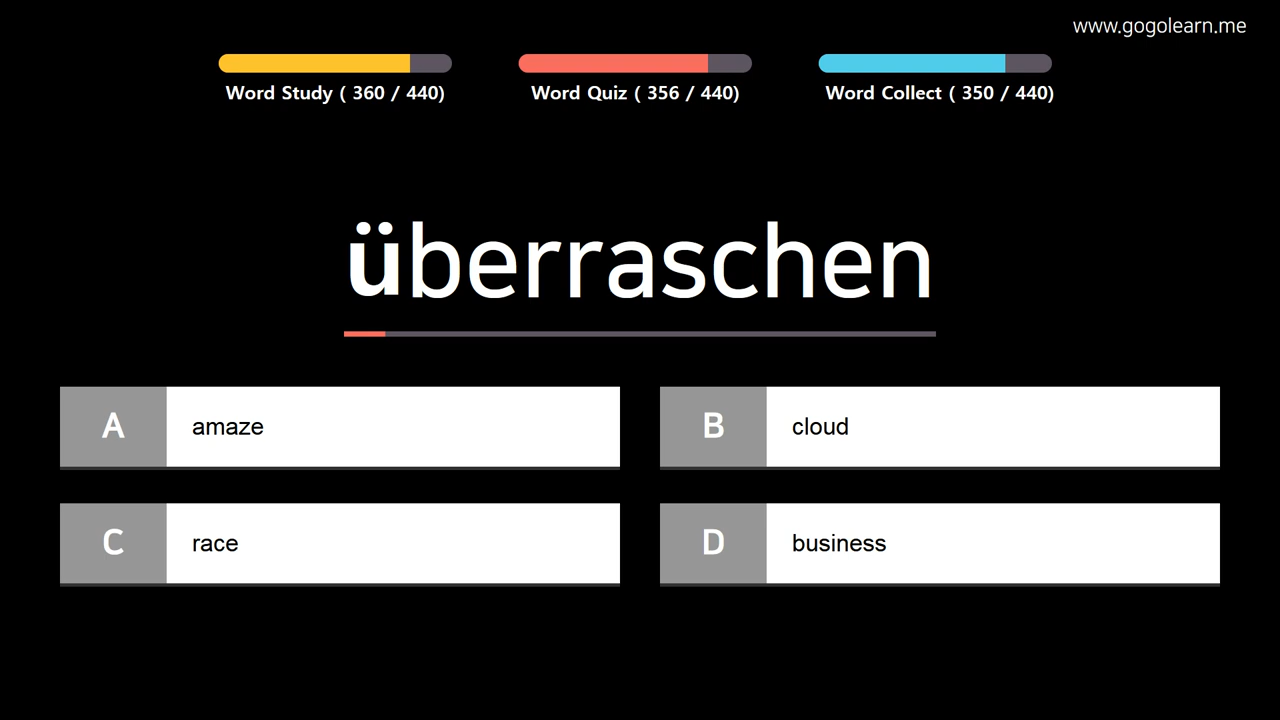 www.gogolearn.me
Word Study ( 360 / 440)
Word Quiz ( 356 / 440)
Word Collect ( 350 / 440)
überraschen
A amaze
B cloud
C race
D business